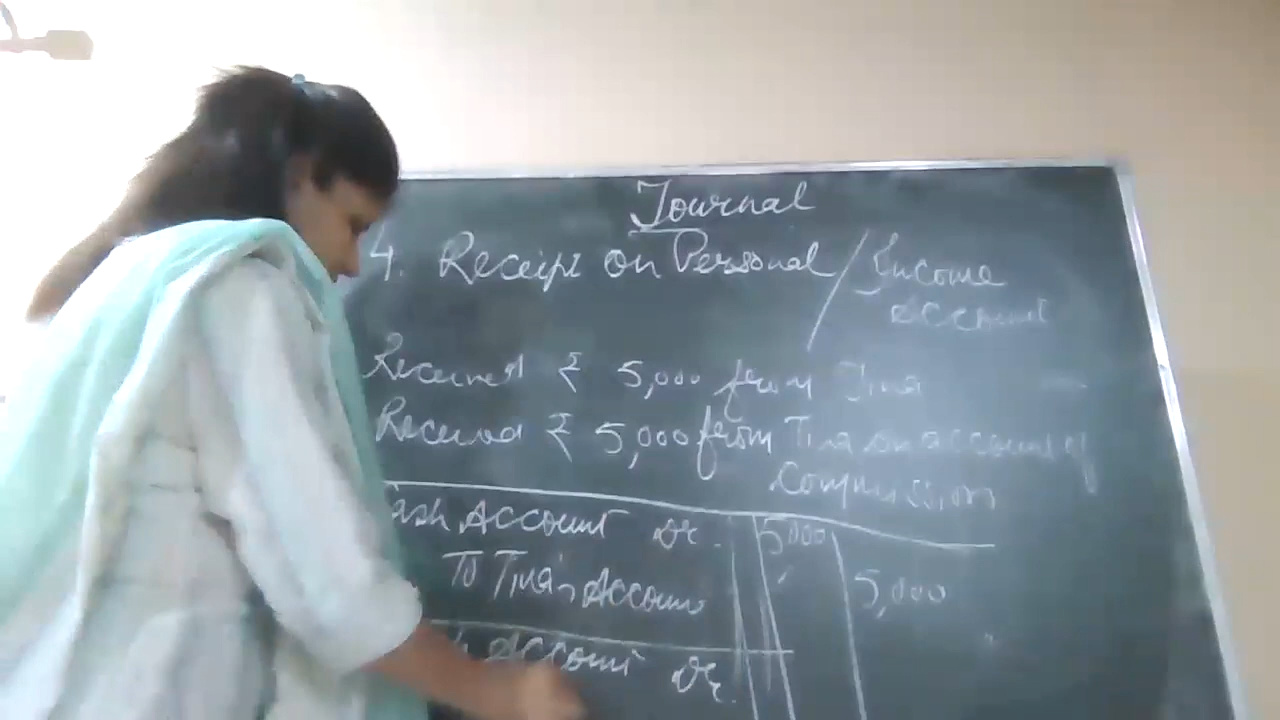 Journal
4. Receipt on Personal / Income Account
Received ₹ 5,000 from Tina
Received ₹ 5,000 from Tina on account of Commission
Cash Account Dr. 5,000
To Tina's Account 5,000
Account Dr.